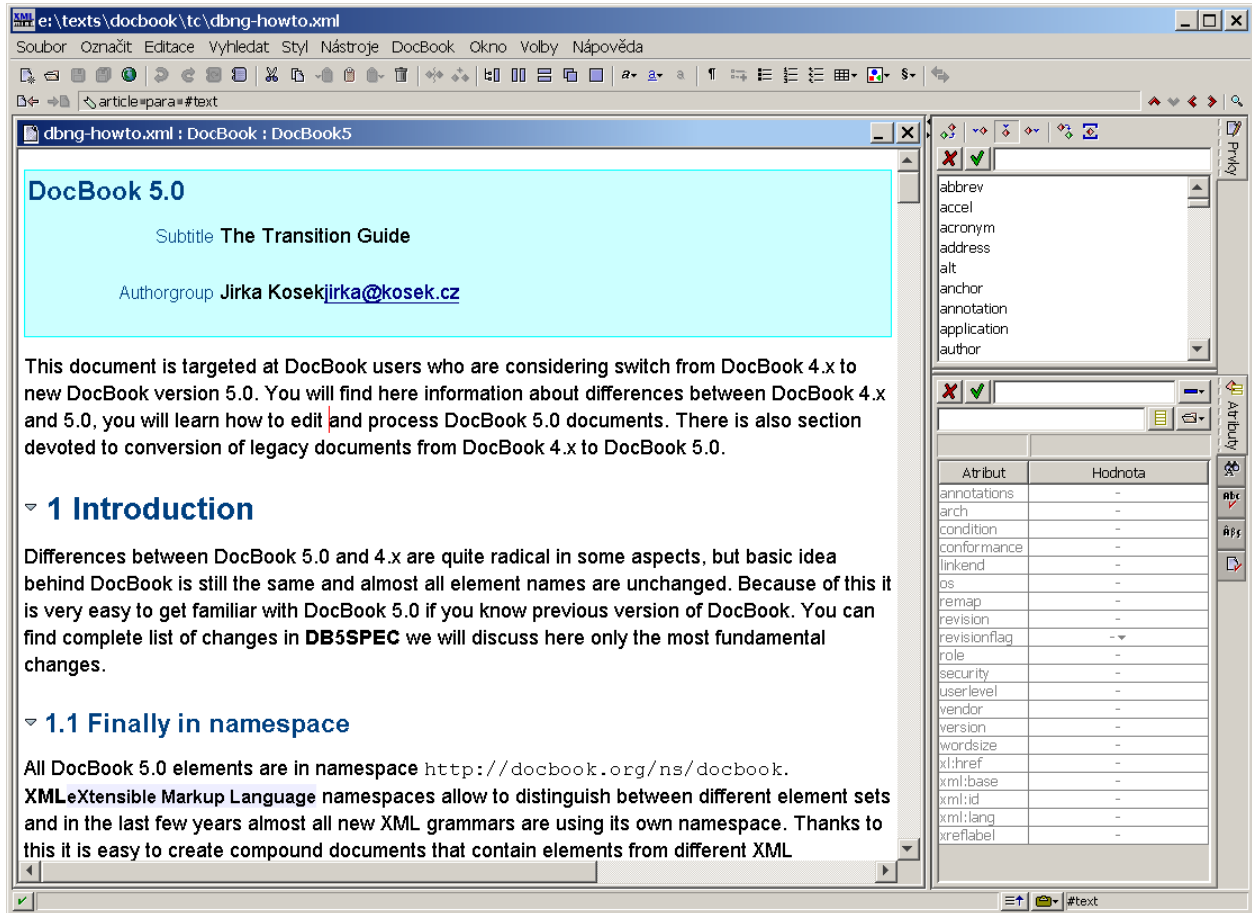 e:\texts\docbook\tc\dbng-howto.xml
Soubor Označit Editace Vyhledat Styl Nástroje DocBook Okno Volby Nápověda
article para #text
dbng-howto.xml : DocBook : DocBook5
DocBook 5.0
Subtitle The Transition Guide
Authorgroup Jirka Kosekjirka@kosek.cz
This document is targeted at DocBook users who are considering switch from DocBook 4.x to
new DocBook version 5.0. You will find here information about differences between DocBook 4.x
and 5.0, you will learn how to edit and process DocBook 5.0 documents. There is also section
devoted to conversion of legacy documents from DocBook 4.x to DocBook 5.0.
1 Introduction
Differences between DocBook 5.0 and 4.x are quite radical in some aspects, but basic idea
behind DocBook is still the same and almost all element names are unchanged. Because of this it
is very easy to get familiar with DocBook 5.0 if you know previous version of DocBook. You can
find complete list of changes in DB5SPEC we will discuss here only the most fundamental
changes.
1.1 Finally in namespace
All DocBook 5.0 elements are in namespace http://docbook.org/ns/docbook.
XMLeXtensible Markup Language namespaces allow to distinguish between different element sets
and in the last few years almost all new XML grammars are using its own namespace. Thanks to
this it is easy to create compound documents that contain elements from different XML
Prvky
abbrev
accel
acronym
address
alt
anchor
annotation
application
author
Atributy
Atribut Hodnota
annotations -
arch -
condition -
conformance -
linkend -
os -
remap -
revision -
revisionflag -
role -
security -
userlevel -
vendor -
version -
wordsize -
xl:href -
xml:base -
xml:id -
xml:lang -
xreflabel -
#text